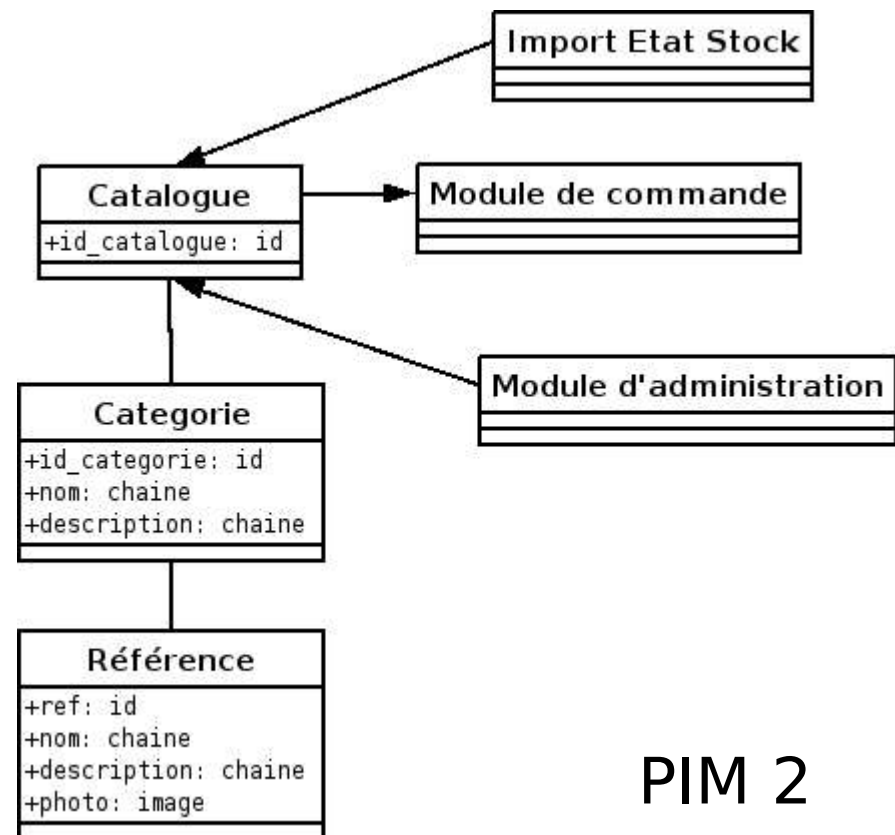 Import Etat Stock
Catalogue
+id_catalogue: id
Module de commande
Module d'administration
Categorie
+id_categorie: id
+nom: chaine
+description: chaine
Référence
+ref: id
+nom: chaine
+description: chaine
+photo: image
PIM 2